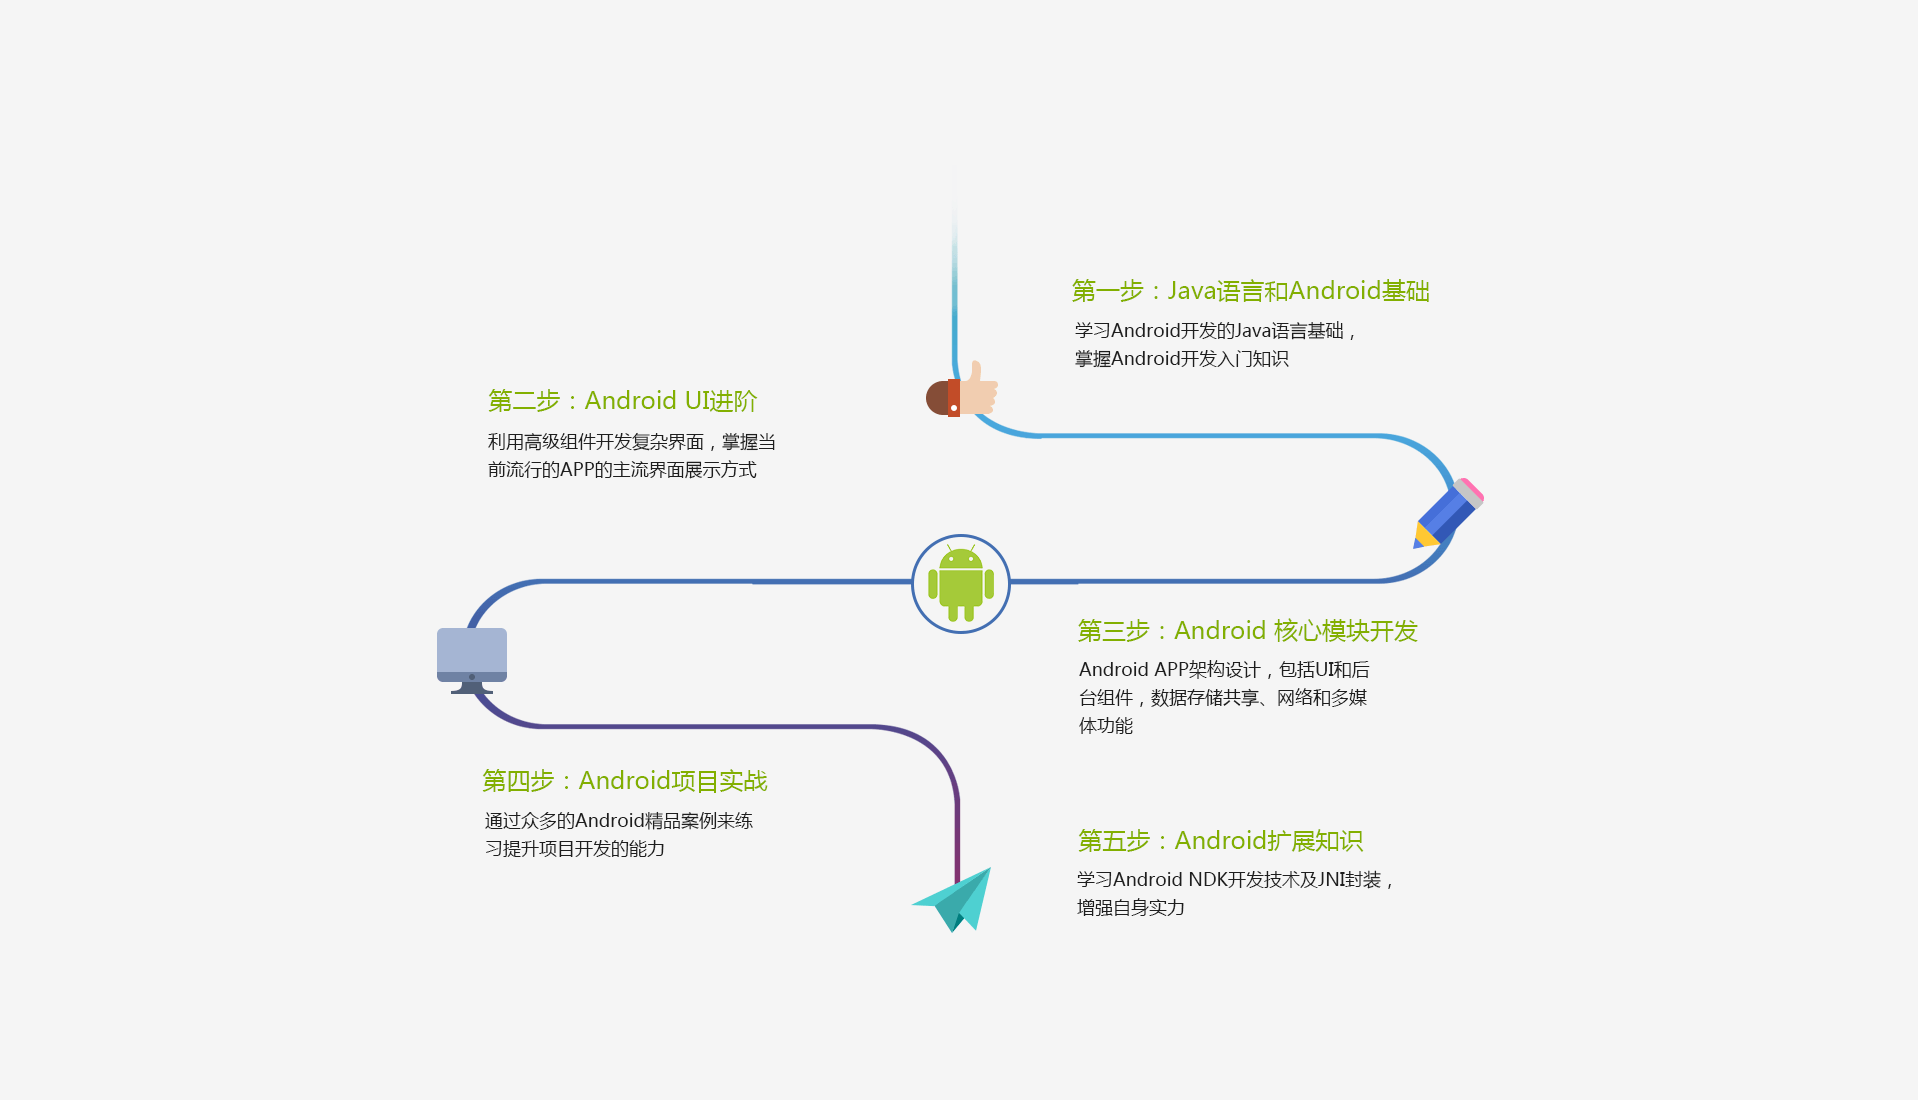 第一步：Java语言和Android基础
学习Android开发的Java语言基础，
掌握Android开发入门知识
第二步：Android UI进阶
利用高级组件开发复杂界面，掌握当
前流行的APP的主流界面展示方式
第三步：Android 核心模块开发
Android APP架构设计，包括UI和后
台组件，数据存储共享、网络和多媒
体功能
第四步：Android项目实战
通过众多的Android精品案例来练
习提升项目开发的能力
第五步：Android扩展知识
学习Android NDK开发技术及JNI封装，
增强自身实力